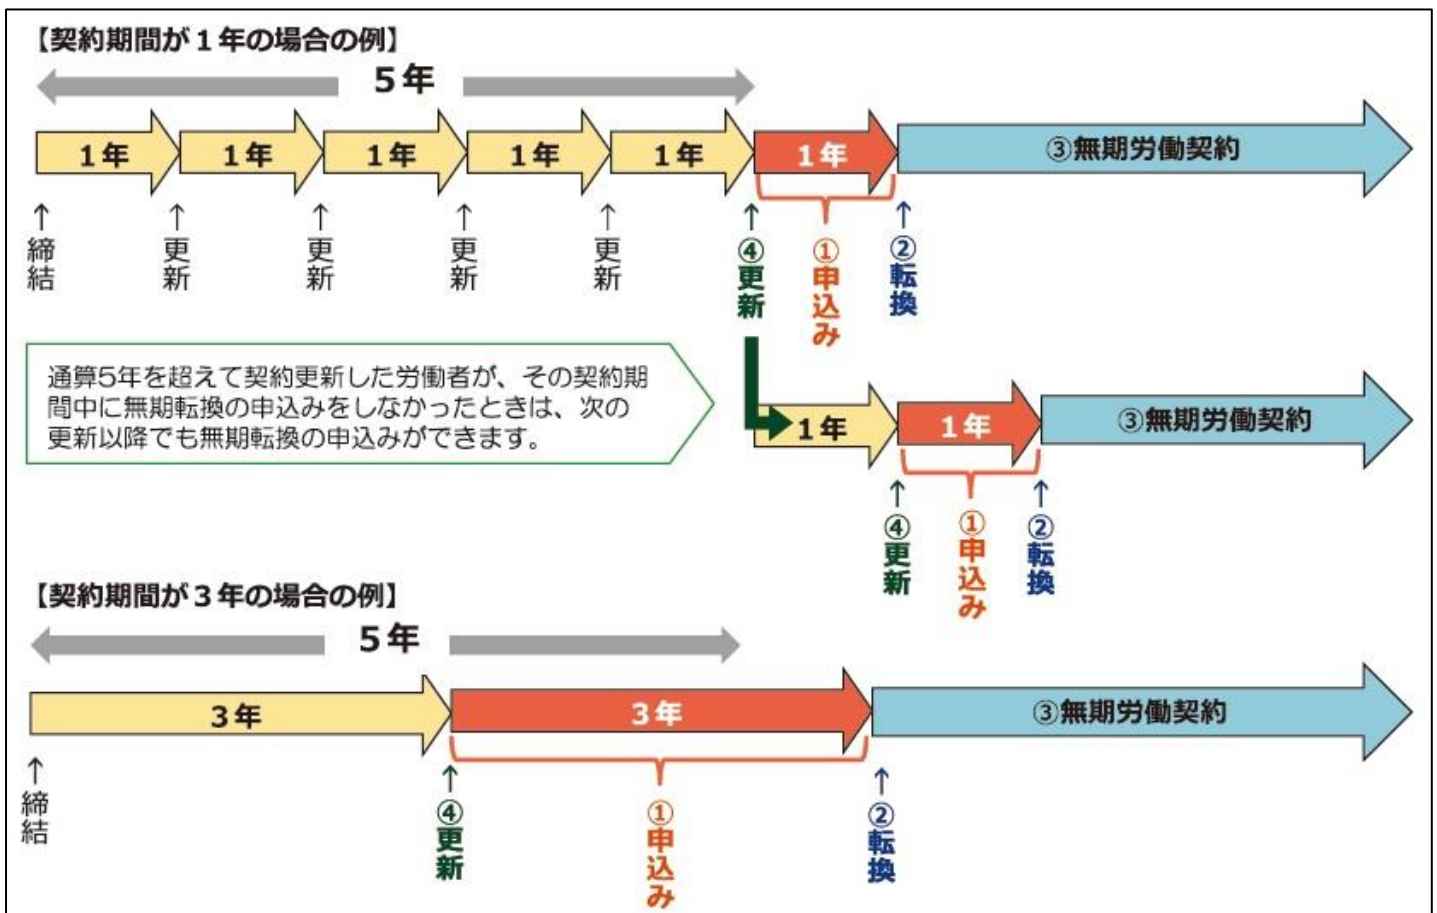 【契約期間が１年の場合の例】
５年
１年 １年 １年 １年 １年 １年 ③無期労働契約
↑締結
↑更新
↑更新
↑更新
↑更新
↑④更新
①申込み
↑②転換
通算5年を超えて契約更新した労働者が、その契約期
間中に無期転換の申込みをしなかったときは、次の
更新以降でも無期転換の申込みができます。
１年 １年 ③無期労働契約
↑④更新
①申込み
↑②転換
【契約期間が３年の場合の例】
５年
３年 ３年 ③無期労働契約
↑締結
↑④更新
①申込み
↑②転換